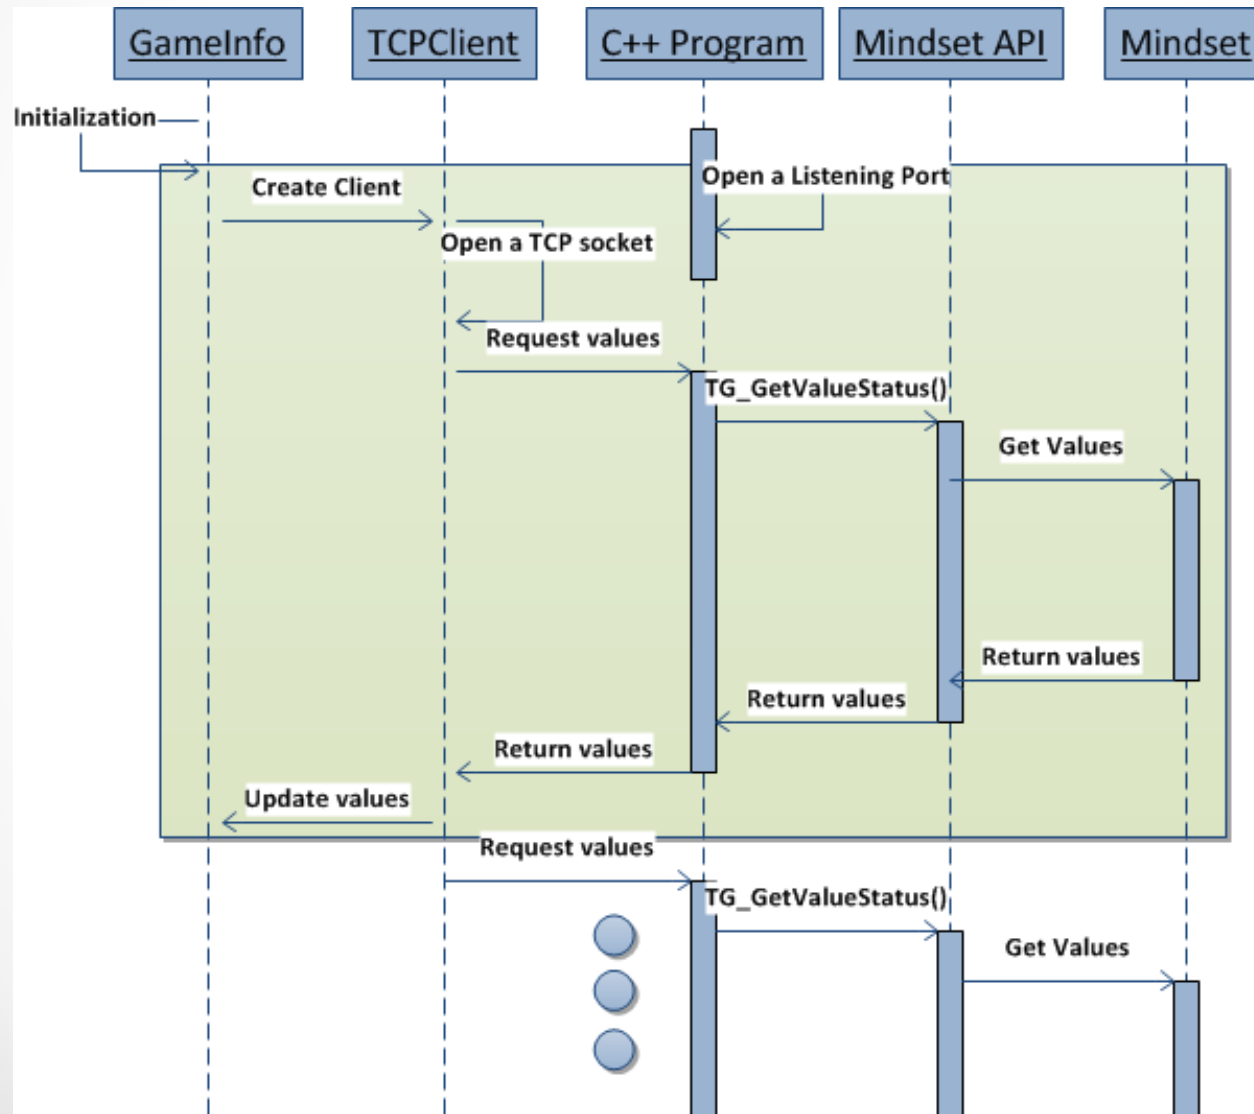 GameInfo
TCPClient
C++ Program
Mindset API
Mindset
Initialization
Open a Listening Port
Create Client
Open a TCP socket
Request values
TG_GetValueStatus()
Get Values
Return values
Return values
Return values
Update values
Request values
TG_GetValueStatus()
Get Values